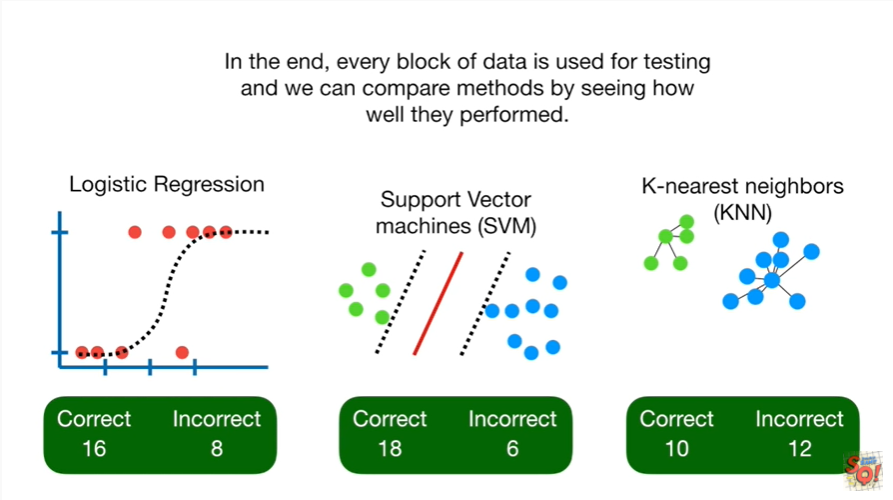 In the end, every block of data is used for testing
and we can compare methods by seeing how
well they performed.
Logistic Regression
Support Vector
machines (SVM)
K-nearest neighbors
(KNN)
Correct Incorrect
16 8
Correct Incorrect
18 6
Correct Incorrect
10 12